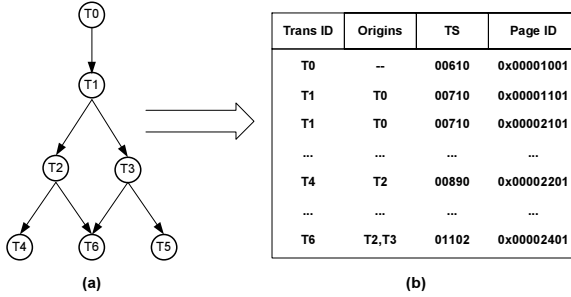 T0
T1
T2 T3
T4 T6 T5
(a)
Trans ID Origins TS Page ID
T0 -- 00610 0x00001001
T1 T0 00710 0x00001101
T1 T0 00710 0x00002101
... ... ... ...
T4 T2 00890 0x00002201
... ... ... ...
T6 T2,T3 01102 0x00002401
(b)